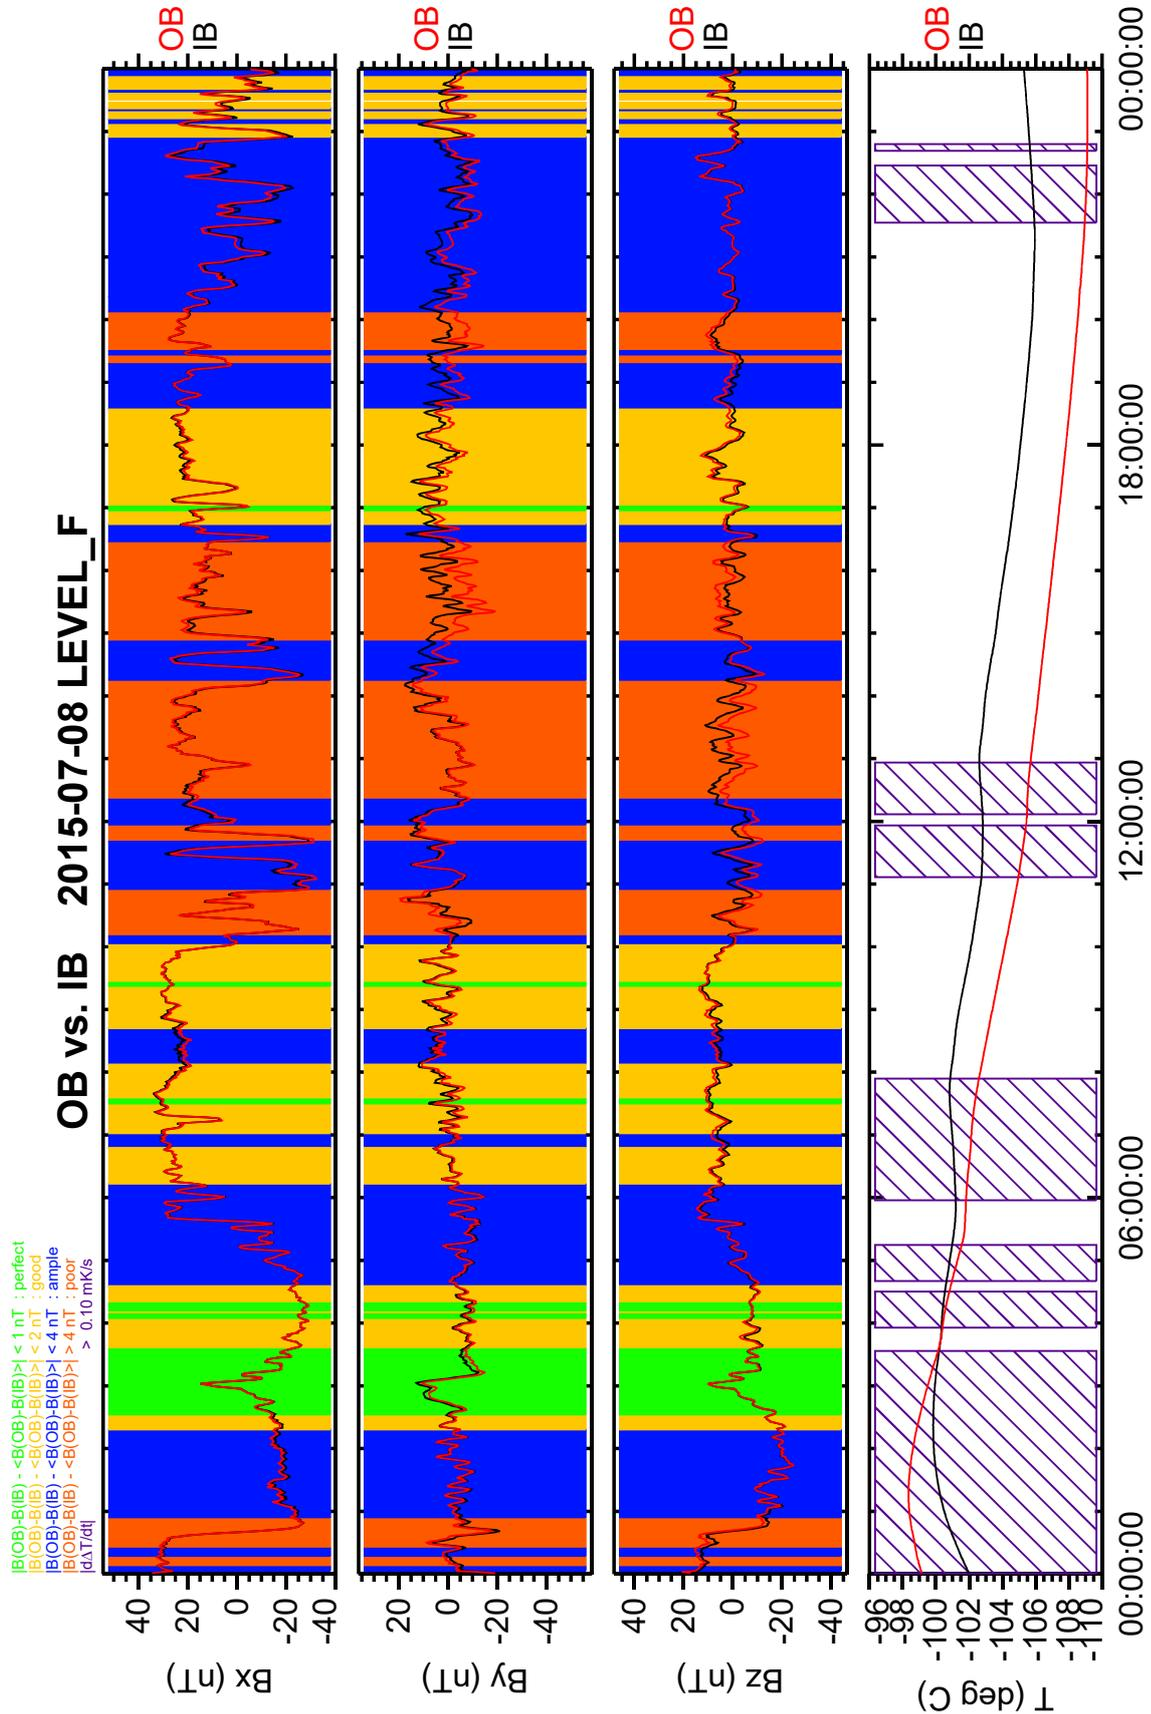 |B(OB)-B(IB) - <B(OB)-B(IB)>| < 1 nT : perfect
|B(OB)-B(IB) - <B(OB)-B(IB)>| < 2 nT : good
|B(OB)-B(IB) - <B(OB)-B(IB)>| < 4 nT : ample
|B(OB)-B(IB) - <B(OB)-B(IB)>| > 4 nT : poor
|dΔT/dt| > 0.10 mK/s
OB vs. IB 2015-07-08 LEVEL_F
Bx (nT)
40
20
0
-20
-40
OB
IB
By (nT)
20
0
-20
-40
OB
IB
Bz (nT)
40
20
0
-20
-40
OB
IB
T (deg C)
-96
-98
-100
-102
-104
-106
-108
-110
OB
IB
00:00:00
06:00:00
12:00:00
18:00:00
00:00:00